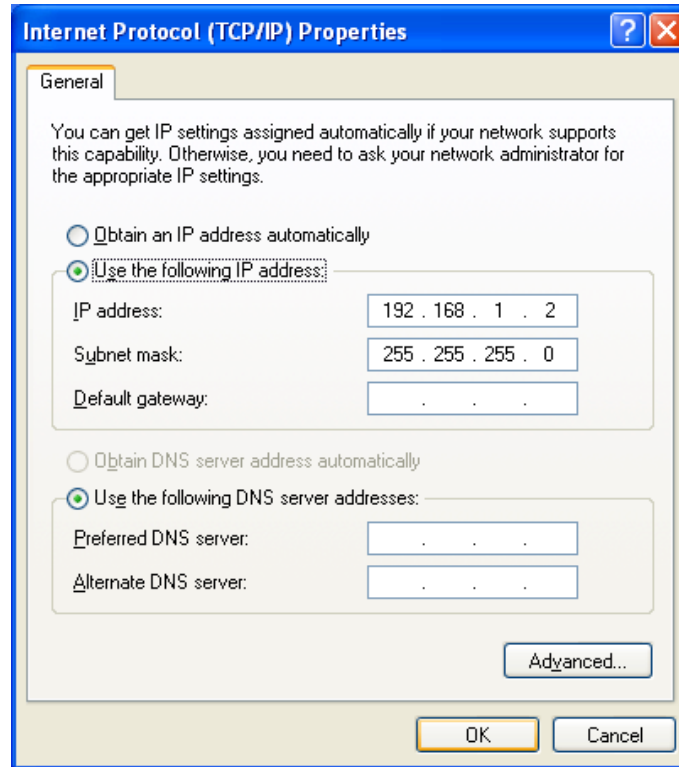 Internet Protocol (TCP/IP) Properties
General
You can get IP settings assigned automatically if your network supports
this capability. Otherwise, you need to ask your network administrator for
the appropriate IP settings.
Obtain an IP address automatically
Use the following IP address:
IP address: 192 . 168 . 1 . 2
Subnet mask: 255 . 255 . 255 . 0
Default gateway: . . .
Obtain DNS server address automatically
Use the following DNS server addresses:
Preferred DNS server: . . .
Alternate DNS server: . . .
Advanced...
OK Cancel